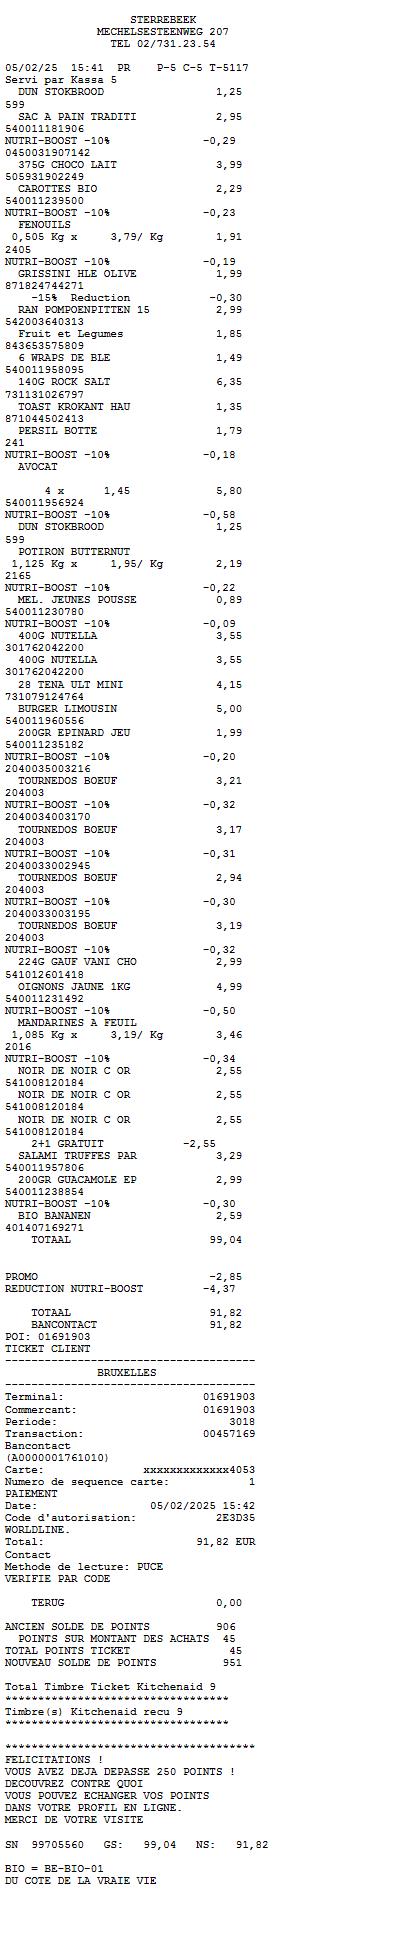 STERREBEEK
MECHELSESTEENWEG 207
TEL 02/731.23.54
05/02/25 15:41 PR P-5 C-5 T-5117
Servi par Kassa 5
DUN STOKBROOD 1,25
599
SAC A PAIN TRADITI 2,95
540011181906
NUTRI-BOOST -10% -0,29
0450031907142
375G CHOCO LAIT 3,99
505931902249
CAROTTES BIO 2,29
540011239500
NUTRI-BOOST -10% -0,23
FENOUILS
0,505 Kg x 3,79/ Kg 1,91
2405
NUTRI-BOOST -10% -0,19
GRISSINI HLE OLIVE 1,99
871824744271
-15% Reduction -0,30
RAN POMPOENPITTEN 15 2,99
542003640313
Fruit et Legumes 1,85
843653575809
6 WRAPS DE BLE 1,49
540011958095
140G ROCK SALT 6,35
731131026797
TOAST KROKANT HAU 1,35
871044502413
PERSIL BOTTE 1,79
241
NUTRI-BOOST -10% -0,18
AVOCAT
4 x 1,45 5,80
540011956924
NUTRI-BOOST -10% -0,58
DUN STOKBROOD 1,25
599
POTIRON BUTTERNUT
1,125 Kg x 1,95/ Kg 2,19
2165
NUTRI-BOOST -10% -0,22
MEL. JEUNES POUSSE 0,89
540011230780
NUTRI-BOOST -10% -0,09
400G NUTELLA 3,55
301762042200
400G NUTELLA 3,55
301762042200
28 TENA ULT MINI 4,15
731079124764
BURGER LIMOUSIN 5,00
540011960556
200GR EPINARD JEU 1,99
540011235182
NUTRI-BOOST -10% -0,20
2040035003216
TOURNEDOS BOEUF 3,21
204003
NUTRI-BOOST -10% -0,32
2040034003170
TOURNEDOS BOEUF 3,17
204003
NUTRI-BOOST -10% -0,31
2040033002945
TOURNEDOS BOEUF 2,94
204003
NUTRI-BOOST -10% -0,30
2040033003195
TOURNEDOS BOEUF 3,19
204003
NUTRI-BOOST -10% -0,32
224G GAUF VANI CHO 2,99
541012601418
OIGNONS JAUNE 1KG 4,99
540011231492
NUTRI-BOOST -10% -0,50
MANDARINES A FEUIL
1,085 Kg x 3,19/ Kg 3,46
2016
NUTRI-BOOST -10% -0,34
NOIR DE NOIR C OR 2,55
541008120184
NOIR DE NOIR C OR 2,55
541008120184
NOIR DE NOIR C OR 2,55
541008120184
2+1 GRATUIT -2,55
SALAMI TRUFFES PAR 3,29
540011957806
200GR GUACAMOLE EP 2,99
540011238854
NUTRI-BOOST -10% -0,30
BIO BANANEN 2,59
401407169271
TOTAAL 99,04
PROMO -2,85
REDUCTION NUTRI-BOOST -4,37
TOTAAL 91,82
BANCONTACT 91,82
POI: 01691903
TICKET CLIENT
--------------------------------------
BRUXELLES
--------------------------------------
Terminal: 01691903
Commercant: 01691903
Periode: 3018
Transaction: 00457169
Bancontact
(A0000001761010)
Carte: xxxxxxxxxxxxx4053
Numero de sequence carte: 1
PAIEMENT
Date: 05/02/2025 15:42
Code d'autorisation: 2E3D35
WORLDLINE.
Total: 91,82 EUR
Contact
Methode de lecture: PUCE
VERIFIE PAR CODE
TERUG 0,00
ANCIEN SOLDE DE POINTS 906
POINTS SUR MONTANT DES ACHATS 45
TOTAL POINTS TICKET 45
NOUVEAU SOLDE DE POINTS 951
Total Timbre Ticket Kitchenaid 9
**********************************
Timbre(s) Kitchenaid recu 9
**********************************
**************************************
FELICITATIONS !
VOUS AVEZ DEJA DEPASSE 250 POINTS !
DECOUVREZ CONTRE QUOI
VOUS POUVEZ ECHANGER VOS POINTS
DANS VOTRE PROFIL EN LIGNE.
MERCI DE VOTRE VISITE
SN 99705560 GS: 99,04 NS: 91,82
BIO = BE-BIO-01
DU COTE DE LA VRAIE VIE